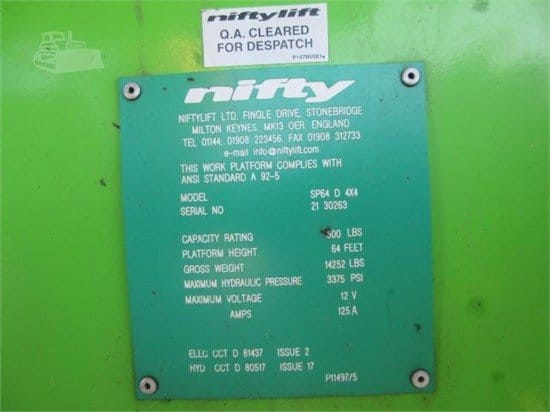 niftylift
Q.A. CLEARED
FOR DESPATCH
nifty
NIFTYLIFT LTD, FINGLE DRIVE, STONEBRIDGE
MILTON KEYNES, MK13 OER. ENGLAND
TEL 01144; 01908 223456, FAX 01908 312733
e-mail info@niftylift.com
THIS WORK PLATFORM COMPLIES WITH
ANSI STANDARD A 92-5
MODEL SP64 D 4X4
SERIAL NO 21 30263
CAPACITY RATING 500 LBS
PLATFORM HEIGHT 64 FEET
GROSS WEIGHT 14252 LBS
MAXIMUM HYDRAULIC PRESSURE 3375 PSI
MAXIMUM VOLTAGE 12 V
AMPS 125 A
ELEC CCT D 81437 ISSUE 2
HYD CCT D 80517 ISSUE 17
P11497/5